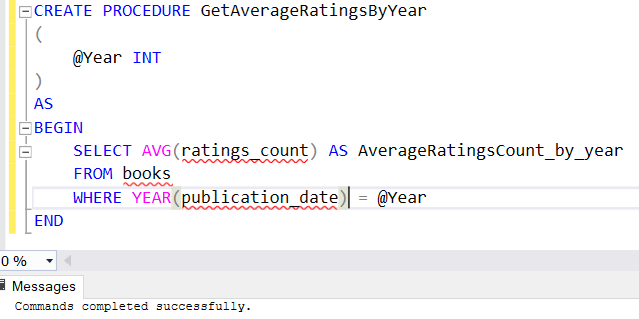 CREATE PROCEDURE GetAverageRatingsByYear
(
@Year INT
)
AS
BEGIN
SELECT AVG(ratings_count) AS AverageRatingsCount_by_year
FROM books
WHERE YEAR(publication_date) = @Year
END
0 %
Messages
Commands completed successfully.